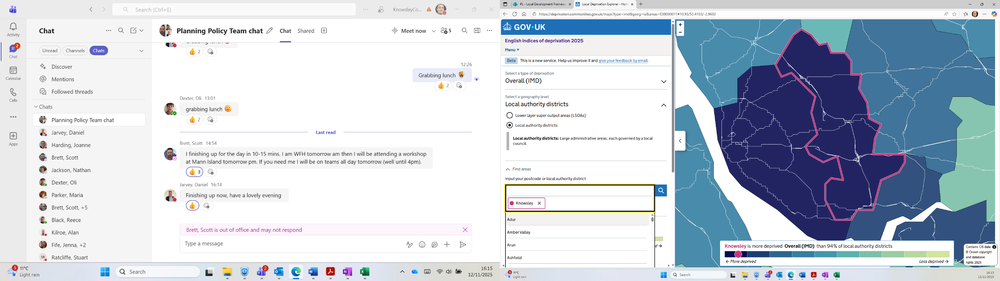 Search (Ctrl+E)
KnowsleyCo...
Activity
2
Chat
Calendar
Calls
Apps
Chat
Unread
Channels
Chats
Discover
Mentions
Followed threads
Chats
Planning Policy Team chat
Jarvey, Daniel
Harding, Joanne
Brett, Scott
Jackson, Nathan
Dexter, Oli
Parker, Maria
Brett, Scott, +5
Black, Reece
Kilroe, Alan
Fife, Jenna, +2
SR Ratcliffe, Stuart
Planning Policy Team chat
Chat
Shared
Meet now
5
2
12:26
Grabbing lunch
2
Dexter, Oli 13:01
grabbing lunch
2
Last read
Brett, Scott 14:54
I finishing up for the day in 10-15 mins. I am WFH tomorrow am then I will be attending a workshop
at Mann Island tomorrow pm. If you need me I will be on teams all day tomorrow (well until 4pm).
3
Jarvey, Daniel 16:14
Finishing up now, have a lovely evening
Brett, Scott is out of office and may not respond
Type a message
5
11°C
Light rain
Search
2
16:15
12/11/2025
PL - Local Development Framewo
Local Deprivation Explorer - Hom
https://deprivation.communities.gov.uk/maps?type=imd&geog=la&areas=E08000011#10.93/53.4103/-2.9602
GOV·UK
English indices of deprivation 2025
Menu
Beta This is a new service. Help us improve it and give your feedback by email.
Select a type of deprivation
Overall (IMD)
Select a geography level
Local authority districts
Lower layer super output areas (LSOAs)
Local authority districts
Local authority districts: Large administrative areas, each governed by a local
council.
Find areas
Input your postcode or local authority district
Knowsley
Adur
Amber Valley
Arun
Ashfield
d →
+
−
Knowsley is more deprived Overall (IMD) than 94% of local authority districts
← More deprived
Less deprived →
Contains OS data
© Crown copyright
and database
rights 2025
11°C
Light rain
Search
16:15
12/11/2025